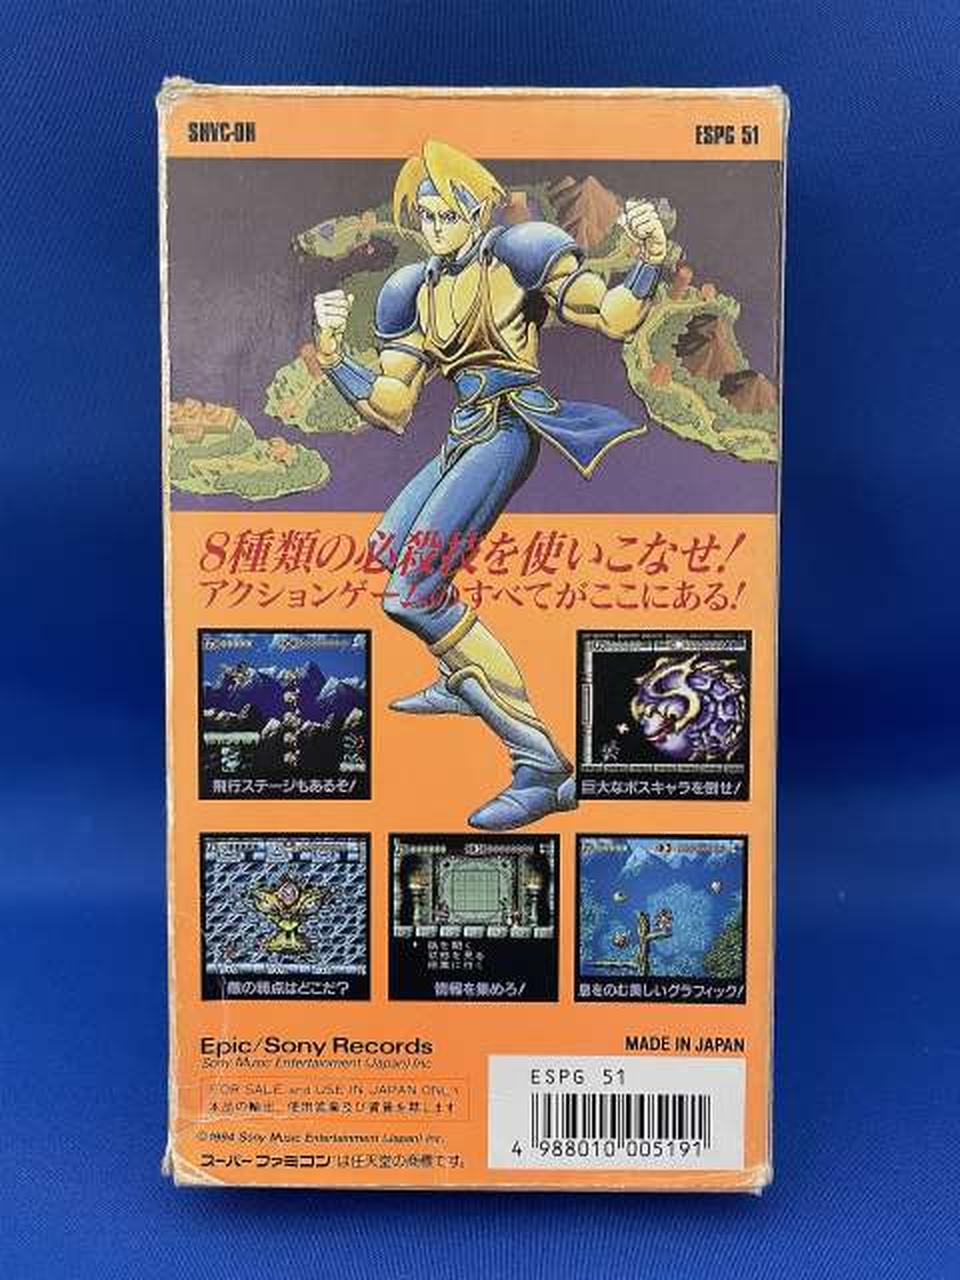 SHVC-DH
ESPG 51
8種類の必殺技を使いこなせ!
アクションゲームのすべてがここにある!
飛行ステージもあるぞ!
巨大なボスキャラを倒せ!
敵の弱点はどこだ?
情報を集めろ!
息をのむ美しいグラフィック!
Epic/Sony Records
Sony Music Entertainment (Japan) Inc.
MADE IN JAPAN
FOR SALE and USE IN JAPAN ONLY
本品の輸出、使用営業及び賃貸を禁じます
©1994 Sony Music Entertainment (Japan) Inc.
スーパーファミコンは任天堂の商標です。
ESPG 51
4 988010 005191